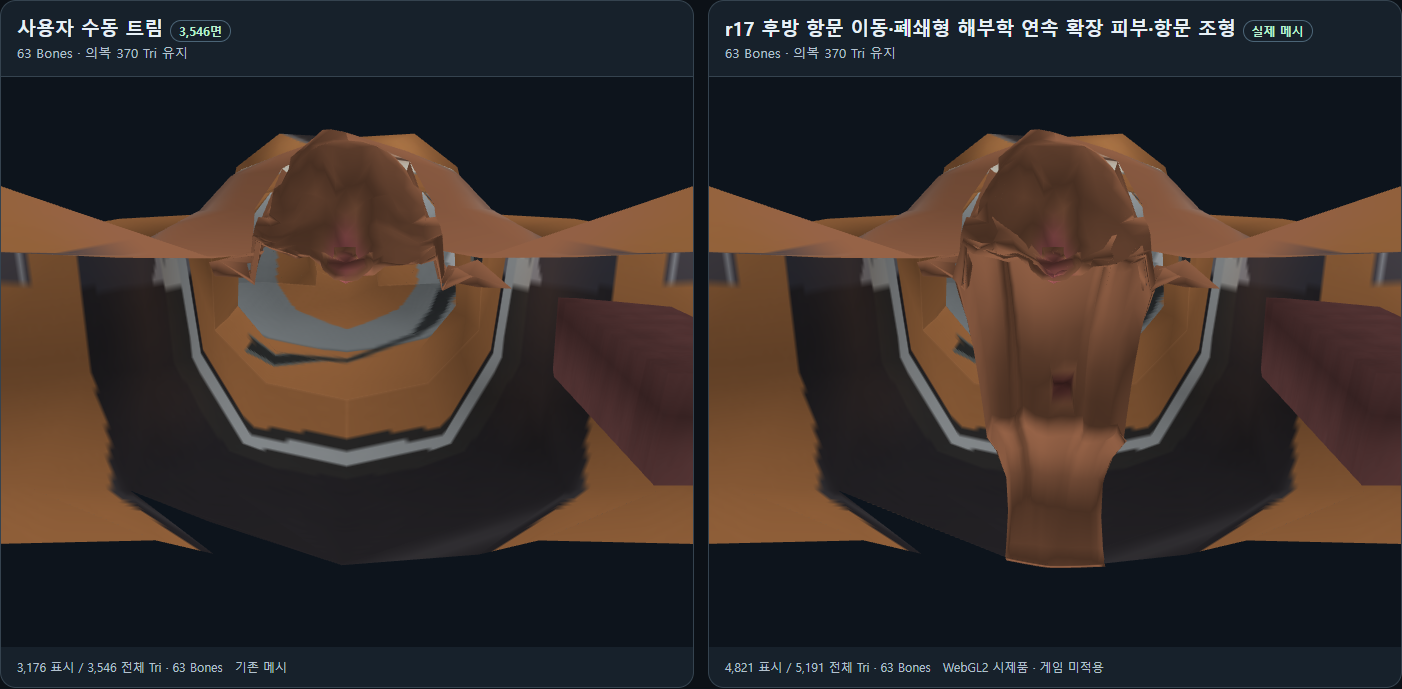 사용자 수동 트림 3,546면
63 Bones · 의복 370 Tri 유지
3,176 표시 / 3,546 전체 Tri · 63 Bones 기존 메시
r17 후방 항문 이동·폐쇄형 해부학 연속 확장 피부·항문 조형 실제 메시
63 Bones · 의복 370 Tri 유지
4,821 표시 / 5,191 전체 Tri · 63 Bones WebGL2 시제품 · 게임 미적용